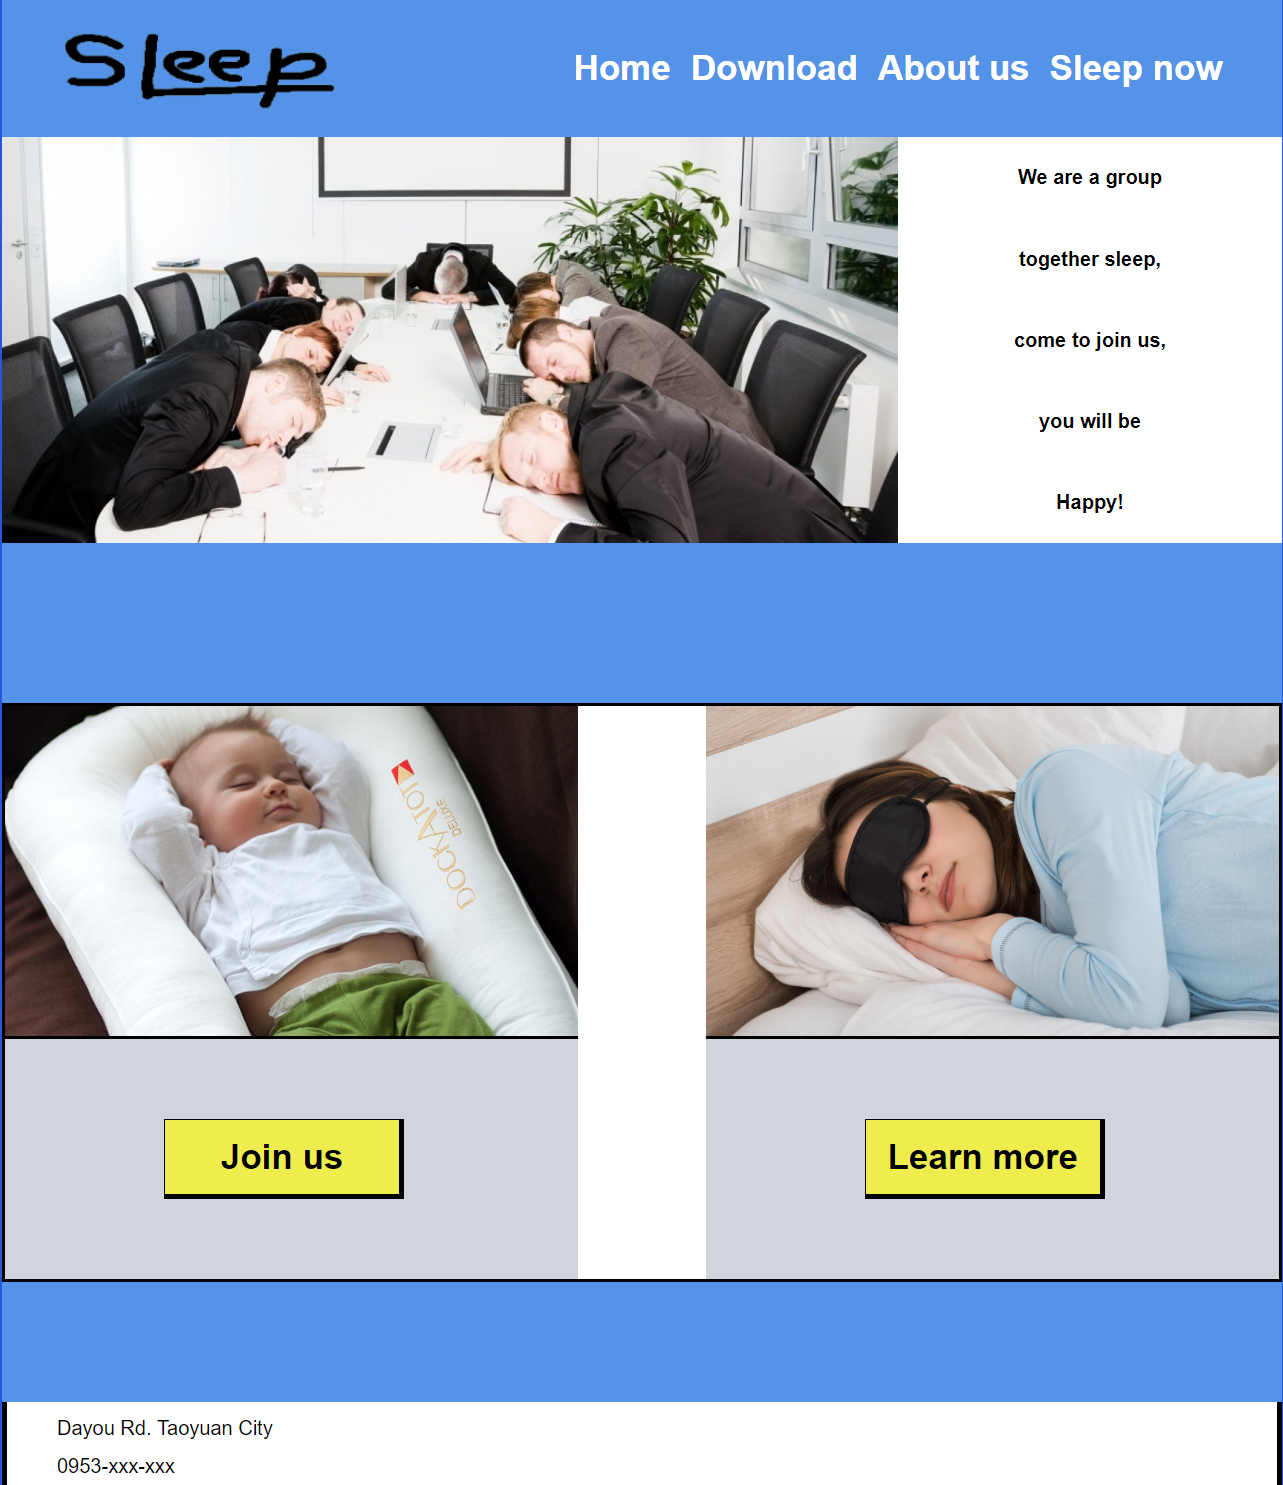 Sleep
Home Download About us Sleep now
We are a group
together sleep,
come to join us,
you will be
Happy!
DOCKATOT
DELUXE
Join us
Learn more
Dayou Rd. Taoyuan City
0953-xxx-xxx